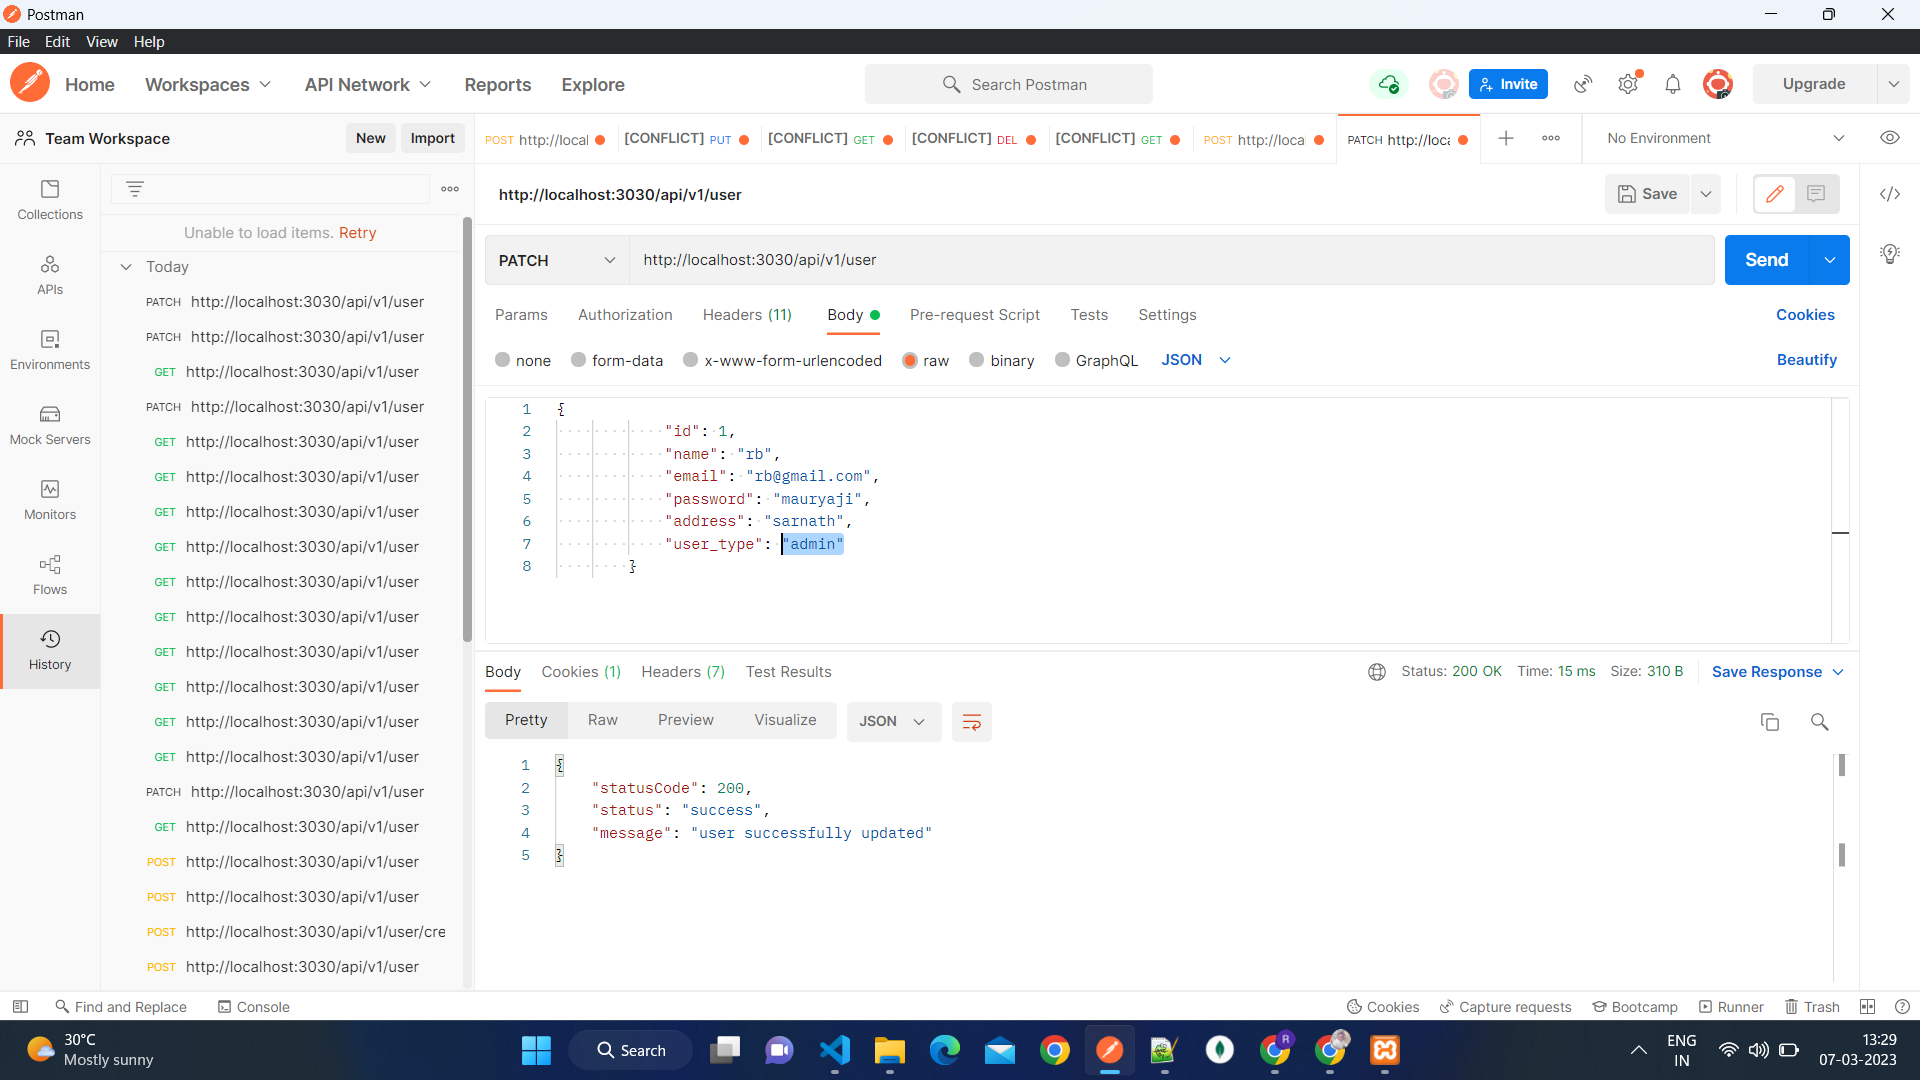 Postman
File Edit View Help
Home Workspaces API Network Reports Explore Search Postman Invite Upgrade
Team Workspace New Import POST http://local [CONFLICT] PUT [CONFLICT] GET [CONFLICT] DEL [CONFLICT] GET POST http://loca PATCH http://loca No Environment
http://localhost:3030/api/v1/user Save
Collections
Unable to load items. Retry
PATCH http://localhost:3030/api/v1/user Send
Today
APIs
PATCH http://localhost:3030/api/v1/user
Params Authorization Headers (11) Body Pre-request Script Tests Settings Cookies
PATCH http://localhost:3030/api/v1/user
Environments
none form-data x-www-form-urlencoded raw binary GraphQL JSON Beautify
GET http://localhost:3030/api/v1/user
PATCH http://localhost:3030/api/v1/user
1 {
2 "id": 1,
Mock Servers
GET http://localhost:3030/api/v1/user
3 "name": "rb",
4 "email": "rb@gmail.com",
GET http://localhost:3030/api/v1/user
5 "password": "mauryaji",
Monitors
GET http://localhost:3030/api/v1/user
6 "address": "sarnath",
7 "user_type": "admin"
GET http://localhost:3030/api/v1/user
8 }
Flows
GET http://localhost:3030/api/v1/user
GET http://localhost:3030/api/v1/user
History
GET http://localhost:3030/api/v1/user
Body Cookies (1) Headers (7) Test Results Status: 200 OK Time: 15 ms Size: 310 B Save Response
GET http://localhost:3030/api/v1/user
GET http://localhost:3030/api/v1/user
Pretty Raw Preview Visualize JSON
GET http://localhost:3030/api/v1/user
1 {
PATCH http://localhost:3030/api/v1/user
2 "statusCode": 200,
3 "status": "success",
GET http://localhost:3030/api/v1/user
4 "message": "user successfully updated"
5 }
POST http://localhost:3030/api/v1/user
POST http://localhost:3030/api/v1/user
POST http://localhost:3030/api/v1/user/cre
POST http://localhost:3030/api/v1/user
Find and Replace Console Cookies Capture requests Bootcamp Runner Trash
30°C
Mostly sunny
Search
R
ENG
IN
13:29
07-03-2023